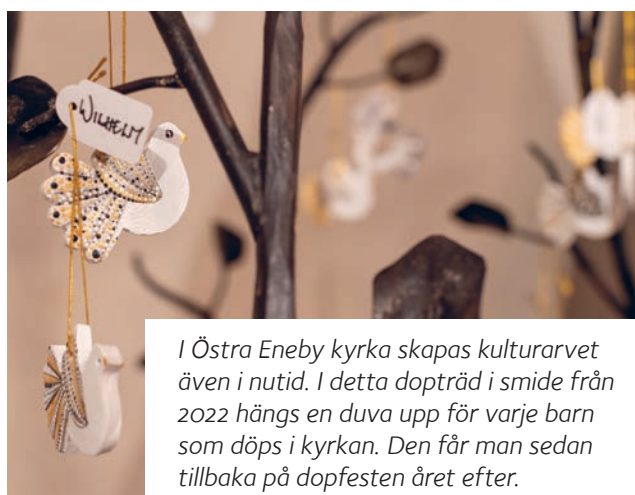 WILHELM
I Östra Eneby kyrka skapas kulturarvet
även i nutid. I detta dopträd i smide från
2022 hängs en duva upp för varje barn
som döps i kyrkan. Den får man sedan
tillbaka på dopfesten året efter.